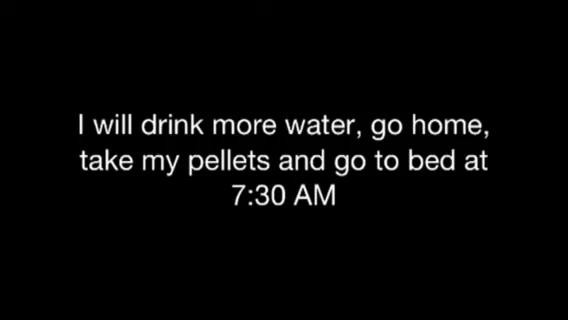 I will drink more water, go home,
take my pellets and go to bed at
7:30 AM